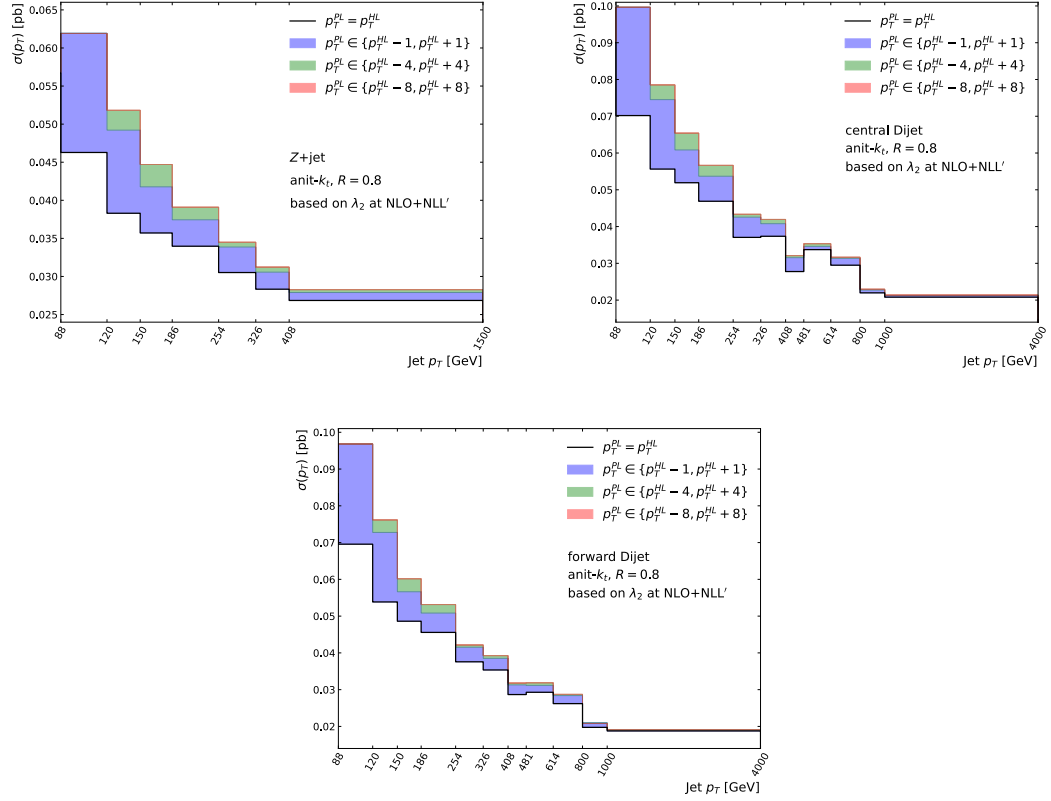 σ(p_T) [pb]
0.065
0.060
0.055
0.050
0.045
0.040
0.035
0.030
0.025
p_T^{PL} = p_T^{HL}
p_T^{PL} ∈ {p_T^{HL} − 1, p_T^{HL} + 1}
p_T^{PL} ∈ {p_T^{HL} − 4, p_T^{HL} + 4}
p_T^{PL} ∈ {p_T^{HL} − 8, p_T^{HL} + 8}
Z+jet
anit-k_t, R = 0.8
based on λ_2 at NLO+NLL′
88 120 150 186 254 326 408 1500
Jet p_T [GeV]
σ(p_T) [pb]
0.10
0.09
0.08
0.07
0.06
0.05
0.04
0.03
0.02
p_T^{PL} = p_T^{HL}
p_T^{PL} ∈ {p_T^{HL} − 1, p_T^{HL} + 1}
p_T^{PL} ∈ {p_T^{HL} − 4, p_T^{HL} + 4}
p_T^{PL} ∈ {p_T^{HL} − 8, p_T^{HL} + 8}
central Dijet
anit-k_t, R = 0.8
based on λ_2 at NLO+NLL′
88 120 150 186 254 326 408 481 614 800 1000 4000
Jet p_T [GeV]
σ(p_T) [pb]
0.10
0.09
0.08
0.07
0.06
0.05
0.04
0.03
0.02
p_T^{PL} = p_T^{HL}
p_T^{PL} ∈ {p_T^{HL} − 1, p_T^{HL} + 1}
p_T^{PL} ∈ {p_T^{HL} − 4, p_T^{HL} + 4}
p_T^{PL} ∈ {p_T^{HL} − 8, p_T^{HL} + 8}
forward Dijet
anit-k_t, R = 0.8
based on λ_2 at NLO+NLL′
88 120 150 186 254 326 408 481 614 800 1000 4000
Jet p_T [GeV]